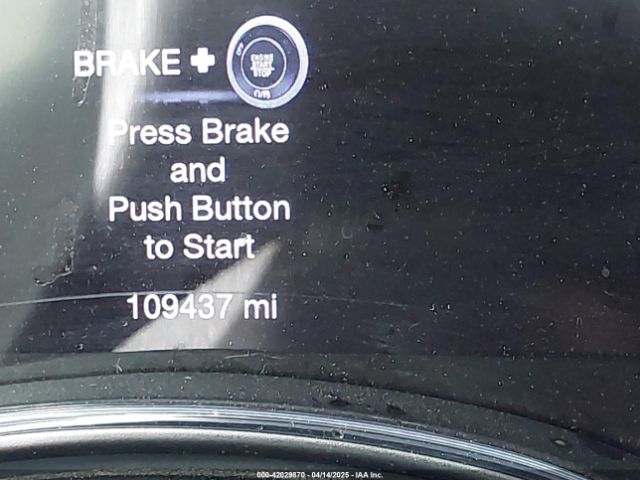 BRAKE + ENGINE START STOP
OFF
Press Brake
and
Push Button
to Start
109437 mi
000-42029870 - 04/14/2025 - IAA Inc.